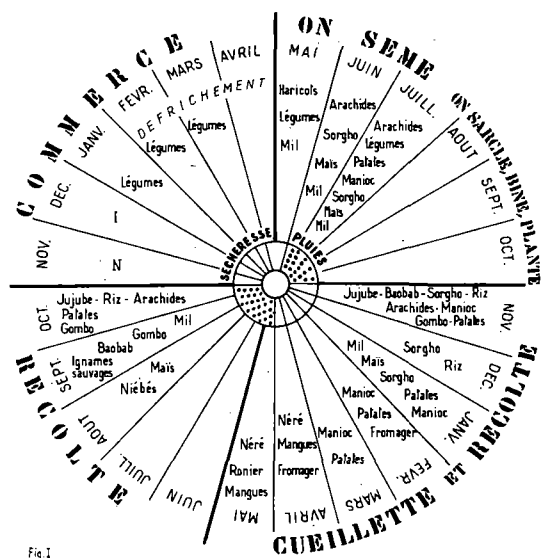 COMMERCE
ON SEME
ON SARCLE, BINE, PLANTE
CUEILLETTE ET RECOLTE
RECOLTE
SÉCHERESSE
PLUIES
MAI
Haricots
Légumes
Mil
JUIN
Arachides
Sorgho
Maïs
Mil
JUILL.
Arachides
Légumes
Patates
Manioc
Sorgho
Maïs
Mil
AOUT
SEPT.
OCT.
NOV.
Jujube-Baobab-Sorgho-Riz
Arachides-Manioc
Gombo-Patates
DEC.
Sorgho
Riz
JANV.
Mil
Maïs
Sorgho
Patates
Manioc
FEVR.
Manioc
Patates
Fromager
MARS
Manioc
Patates
AVRIL
Néré
Mangues
Fromager
MAI
Néré
Ronier
Mangues
JUIN
JUILL.
AOUT
Maïs
Niébés
SEPT.
Mil
Gombo
Baobab
Ignames
sauvages
OCT.
Jujube-Riz-Arachides
Patates
Gombo
NOV.
N
DEC.
I
JANV.
Légumes
FEVR.
Légumes
MARS
Légumes
AVRIL
DEFRICHEMENT
Fig.I